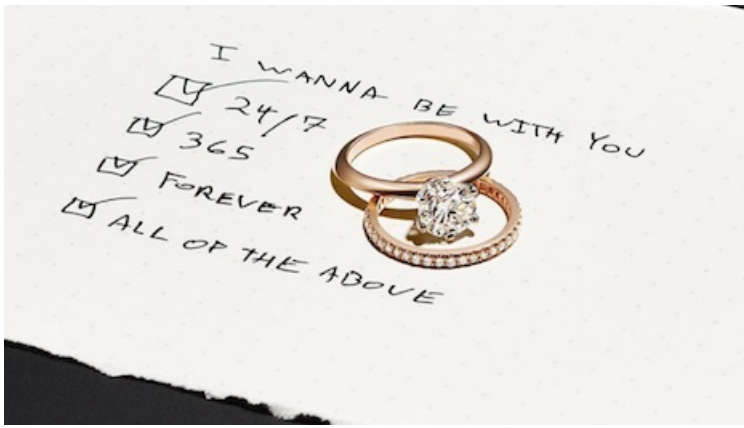 I WANNA BE WITH YOU
24/7
365
FOREVER
ALL OF THE ABOVE